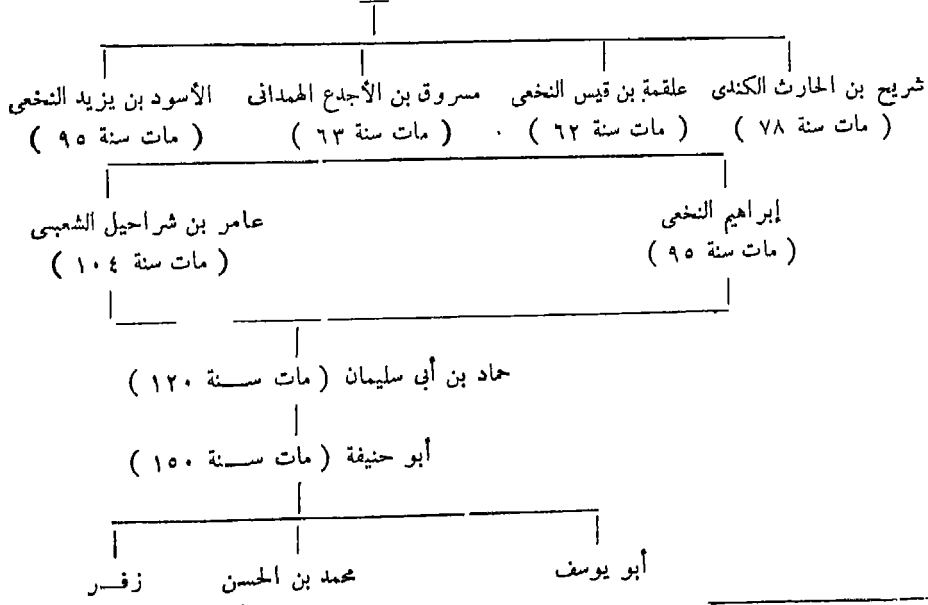 شريح بن الحارث الكندى علقمة بن قيس النخعى مسروق بن الأجدع الهمدانى الأسود بن يزيد النخعى
( مات سنة ٧٨ ) ( مات سنة ٦٢ ) ( مات سنة ٦٣ ) ( مات سنة ٩٥ )
إبراهيم النخعى عامر بن شراحيل الشعبى
( مات سنة ٩٥ ) ( مات سنة ١٠٤ )
حماد بن أبى سليمان ( مات سنة ١٢٠ )
أبو حنيفة ( مات سنة ١٥٠ )
أبو يوسف محمد بن الحسن زفر